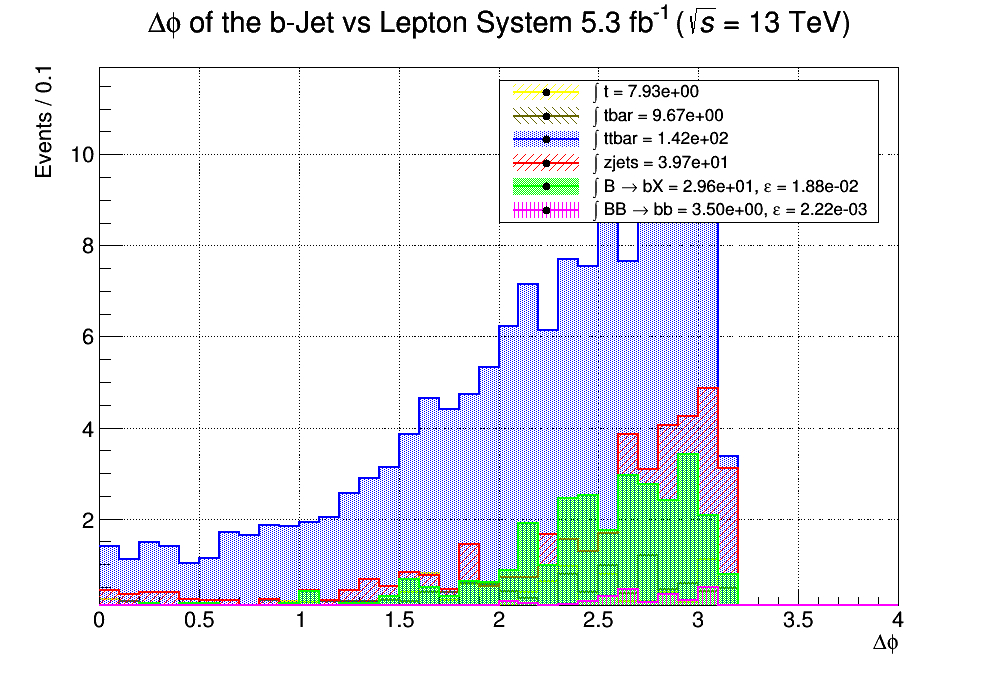 Δϕ of the b-Jet vs Lepton System 5.3 fb⁻¹ (√s = 13 TeV)
Events / 0.1
∫ t = 7.93e+00
∫ tbar = 9.67e+00
∫ ttbar = 1.42e+02
∫ zjets = 3.97e+01
∫ B → bX = 2.96e+01, ε = 1.88e-02
∫ BB → bb = 3.50e+00, ε = 2.22e-03
10
8
6
4
2
0 0.5 1 1.5 2 2.5 3 3.5 4
Δϕ